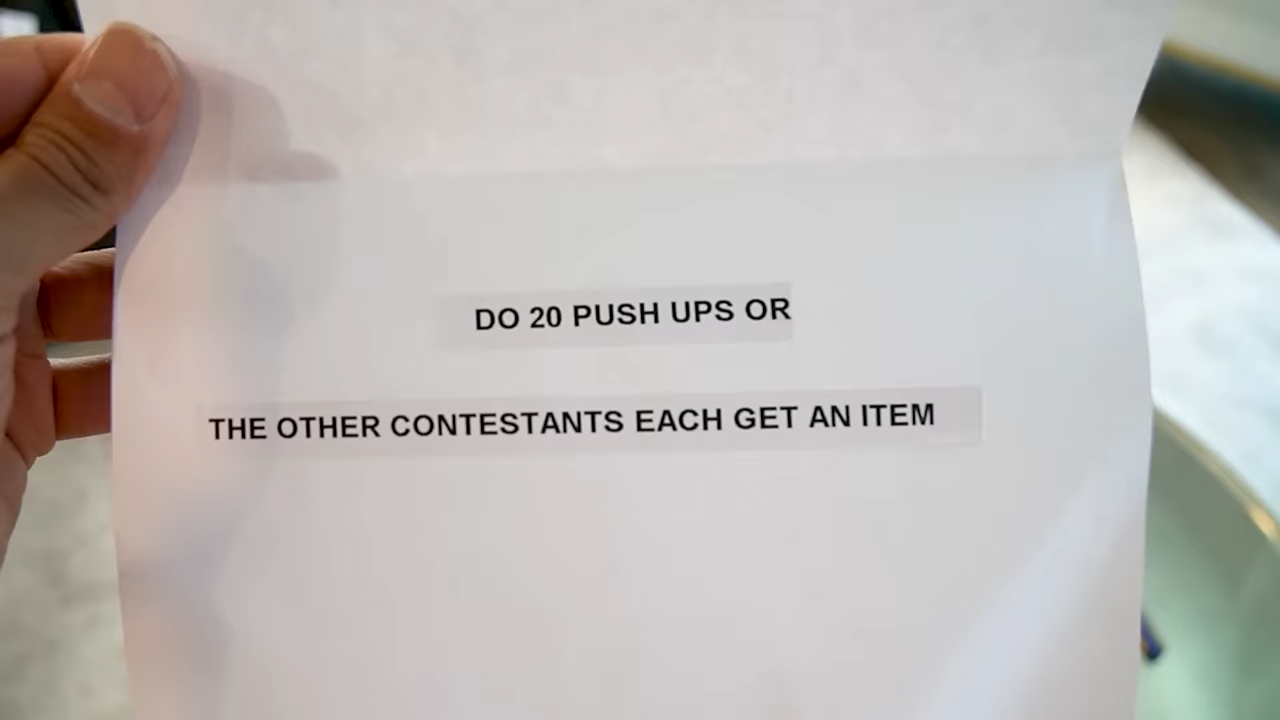 DO 20 PUSH UPS OR
THE OTHER CONTESTANTS EACH GET AN ITEM